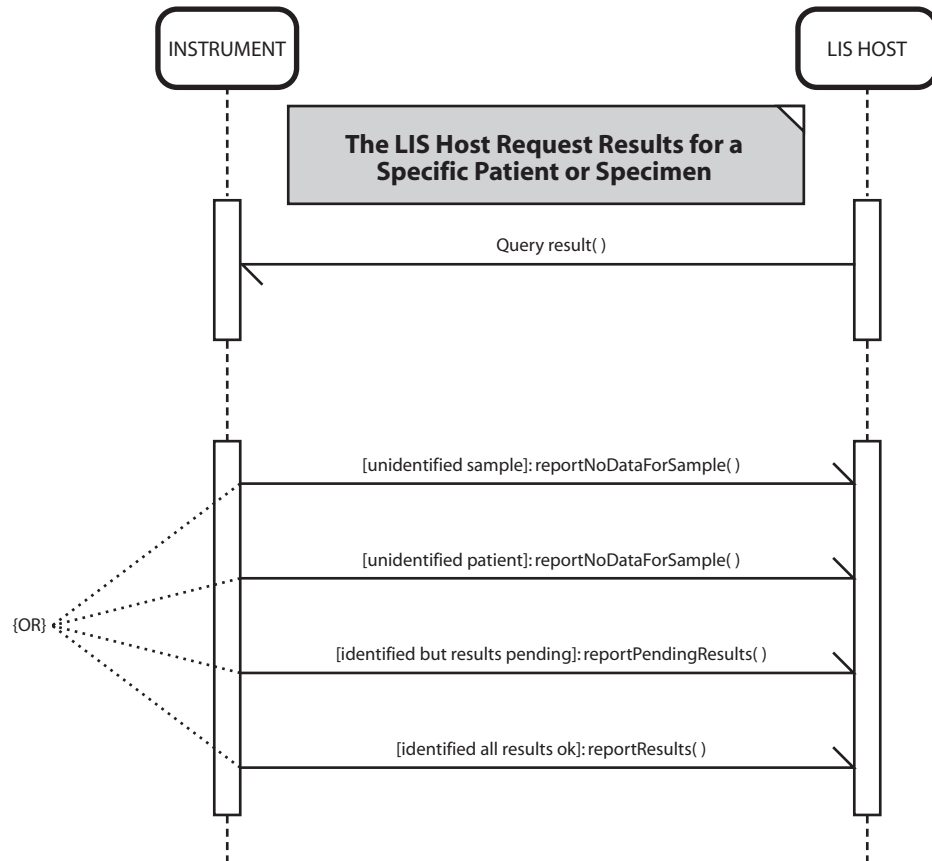 INSTRUMENT
LIS HOST
The LIS Host Request Results for a
Specific Patient or Specimen
Query result( )
[unidentified sample]: reportNoDataForSample( )
[unidentified patient]: reportNoDataForSample( )
{OR}
[identified but results pending]: reportPendingResults( )
[identified all results ok]: reportResults( )